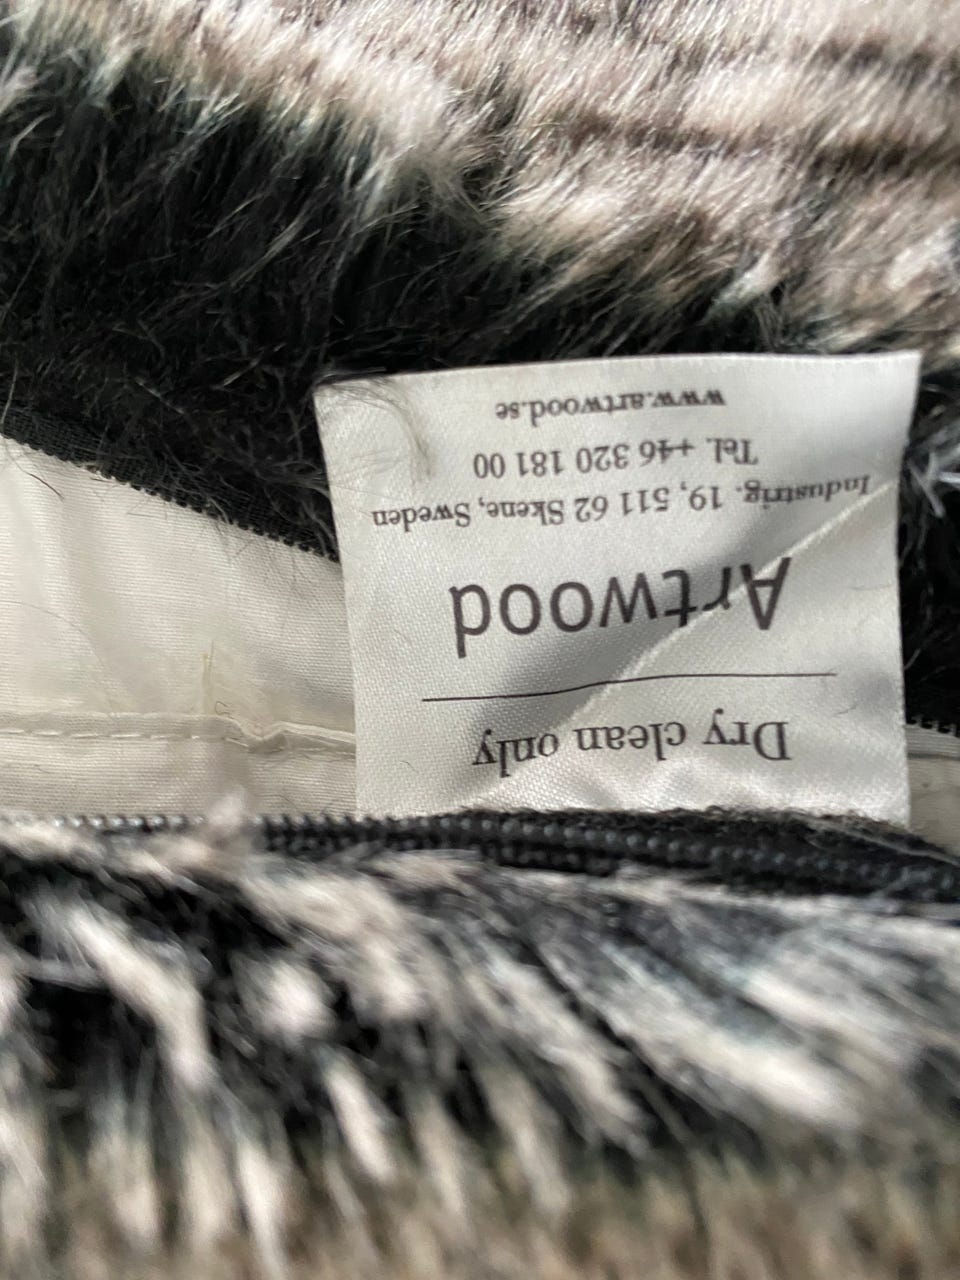 Dry clean only
Artwood
Industrig. 19, 511 62 Skene, Sweden
Tel. +46 320 181 00
www.artwood.se